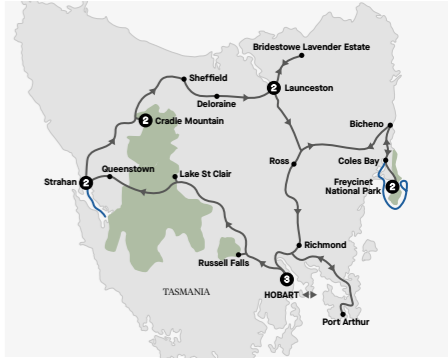 Bridestowe Lavender Estate
Sheffield
2
Launceston
Deloraine
2
Cradle Mountain
Bicheno
Ross
Coles Bay
Queenstown
Lake St Clair
Strahan
2
Freycinet
National Park
2
Richmond
Russell Falls
3
TASMANIA
HOBART
Port Arthur